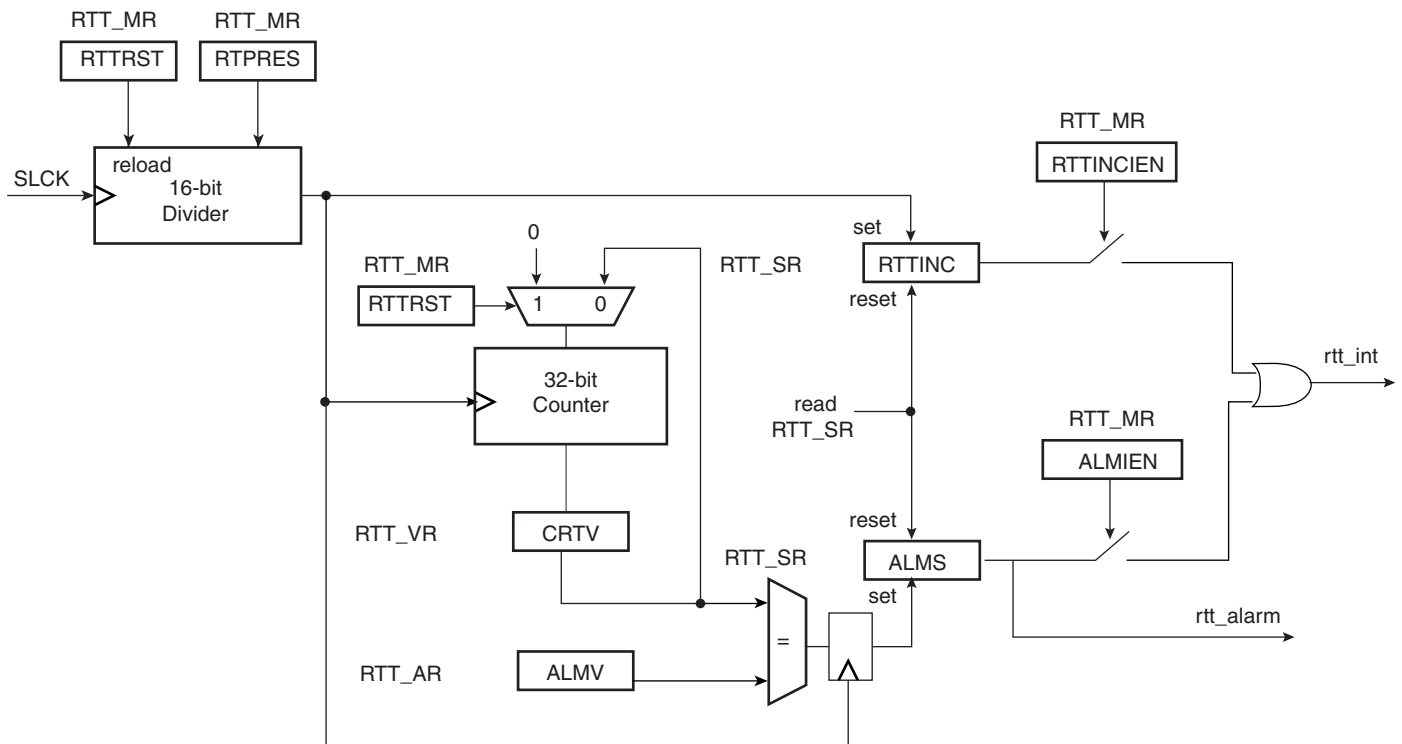 RTT_MR
RTT_MR
RTTRST
RTPRES
reload
SLCK
16-bit
Divider
RTT_MR
RTTINCIEN
0
set
RTT_MR
RTT_SR
RTTINC
RTTRST
1
0
reset
32-bit
Counter
rtt_int
read
RTT_SR
RTT_MR
ALMIEN
reset
RTT_VR
CRTV
RTT_SR
ALMS
set
rtt_alarm
=
RTT_AR
ALMV